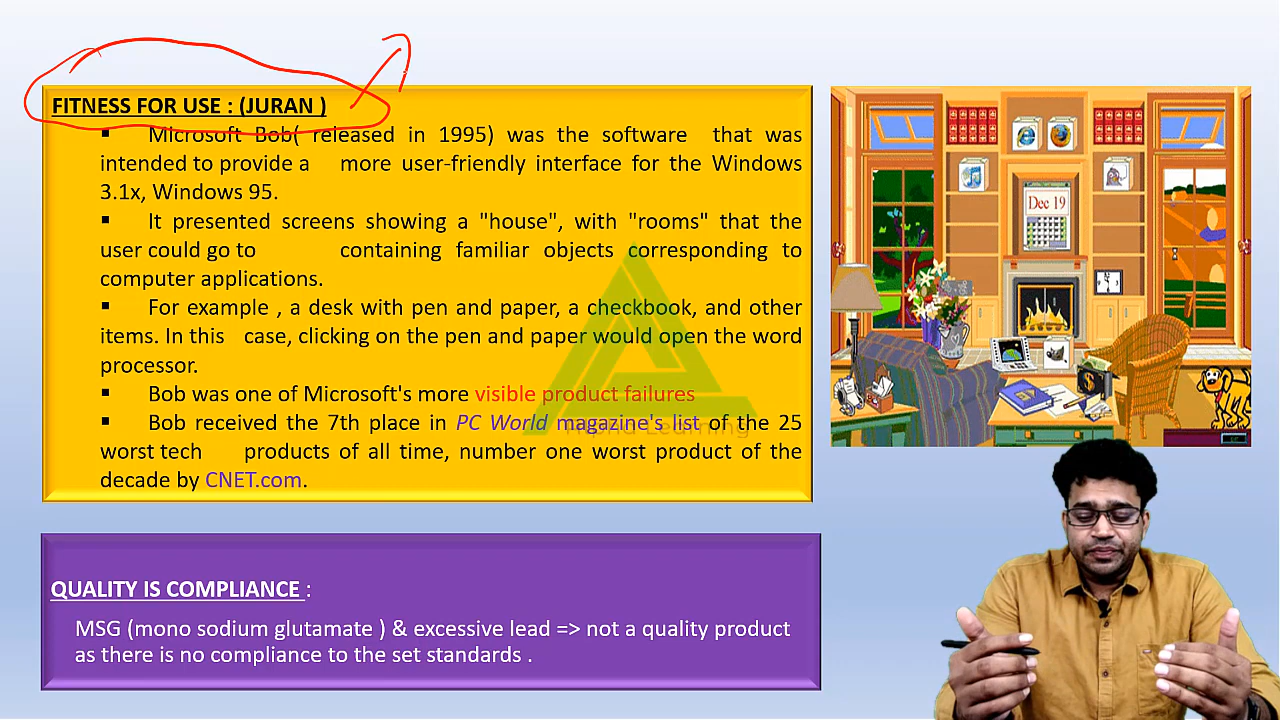 FITNESS FOR USE : (JURAN )
▪ Microsoft Bob( released in 1995) was the software that was
intended to provide a more user-friendly interface for the Windows
3.1x, Windows 95.
▪ It presented screens showing a "house", with "rooms" that the
user could go to containing familiar objects corresponding to
computer applications.
▪ For example , a desk with pen and paper, a checkbook, and other
items. In this case, clicking on the pen and paper would open the word
processor.
▪ Bob was one of Microsoft's more visible product failures
▪ Bob received the 7th place in PC World magazine's list of the 25
worst tech products of all time, number one worst product of the
decade by CNET.com.
Dec 19
QUALITY IS COMPLIANCE :
MSG (mono sodium glutamate ) & excessive lead => not a quality product
as there is no compliance to the set standards .